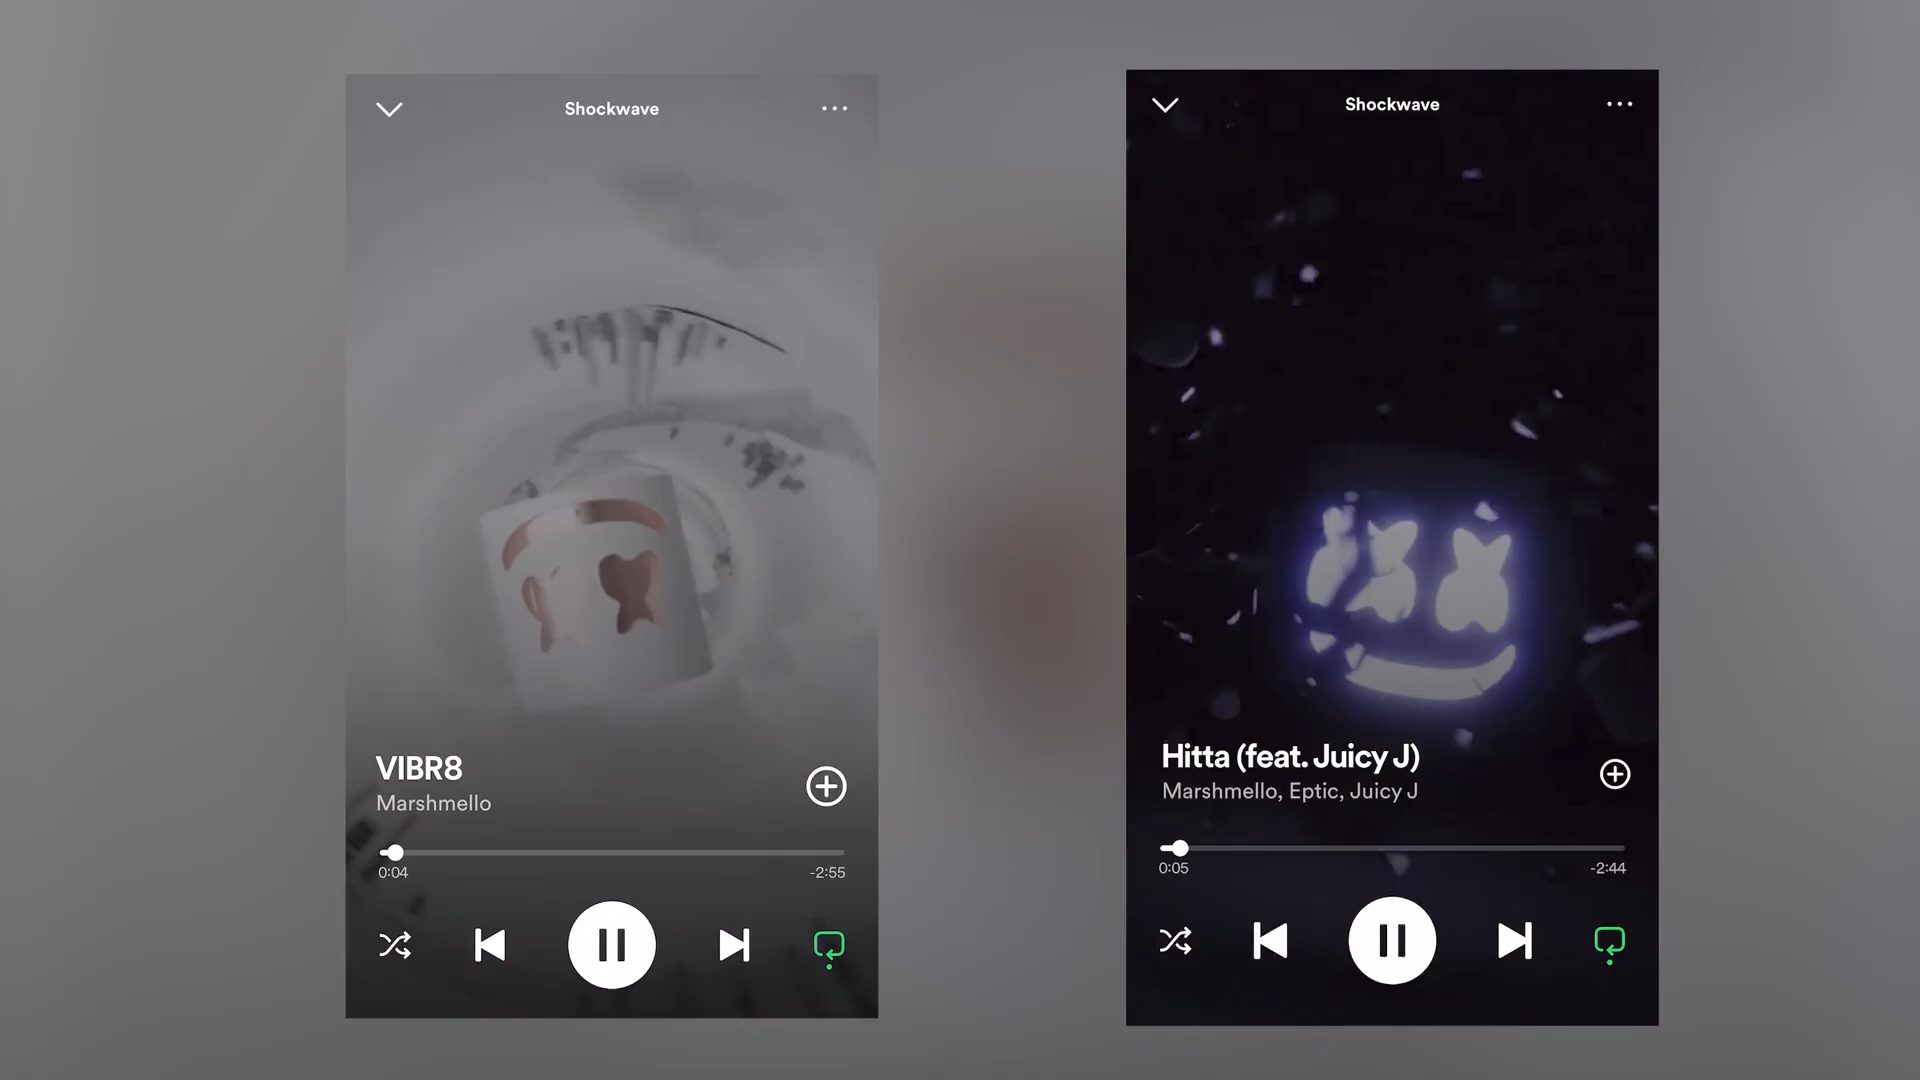 Shockwave
VIBR8
Marshmello
0:04
-2:55
Shockwave
Hitta (feat. Juicy J)
Marshmello, Eptic, Juicy J
0:05
-2:44